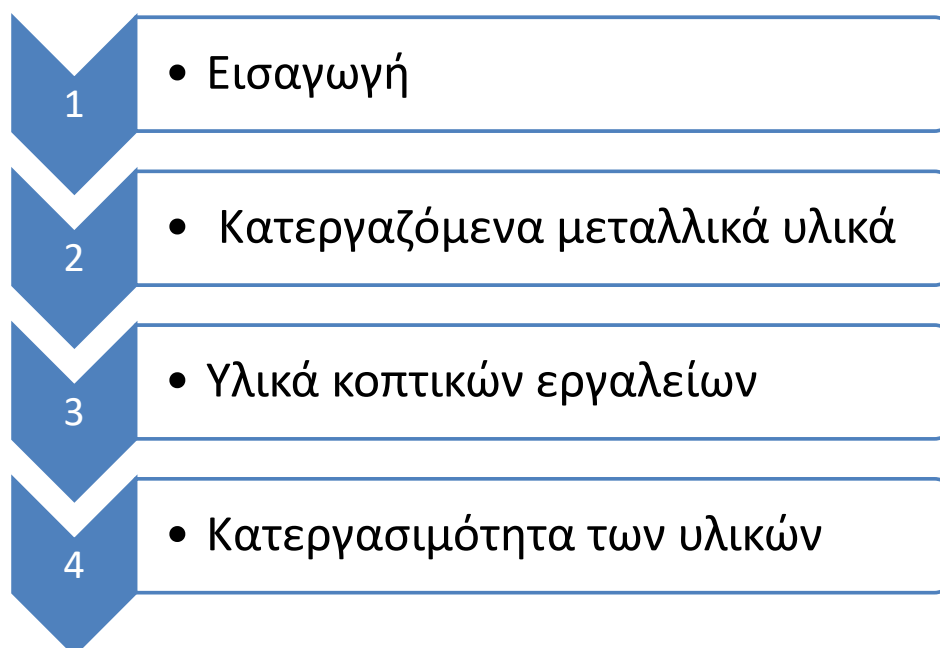 1
• Εισαγωγή
2
• Κατεργαζόμενα μεταλλικά υλικά
3
• Υλικά κοπτικών εργαλείων
4
• Κατεργασιμότητα των υλικών